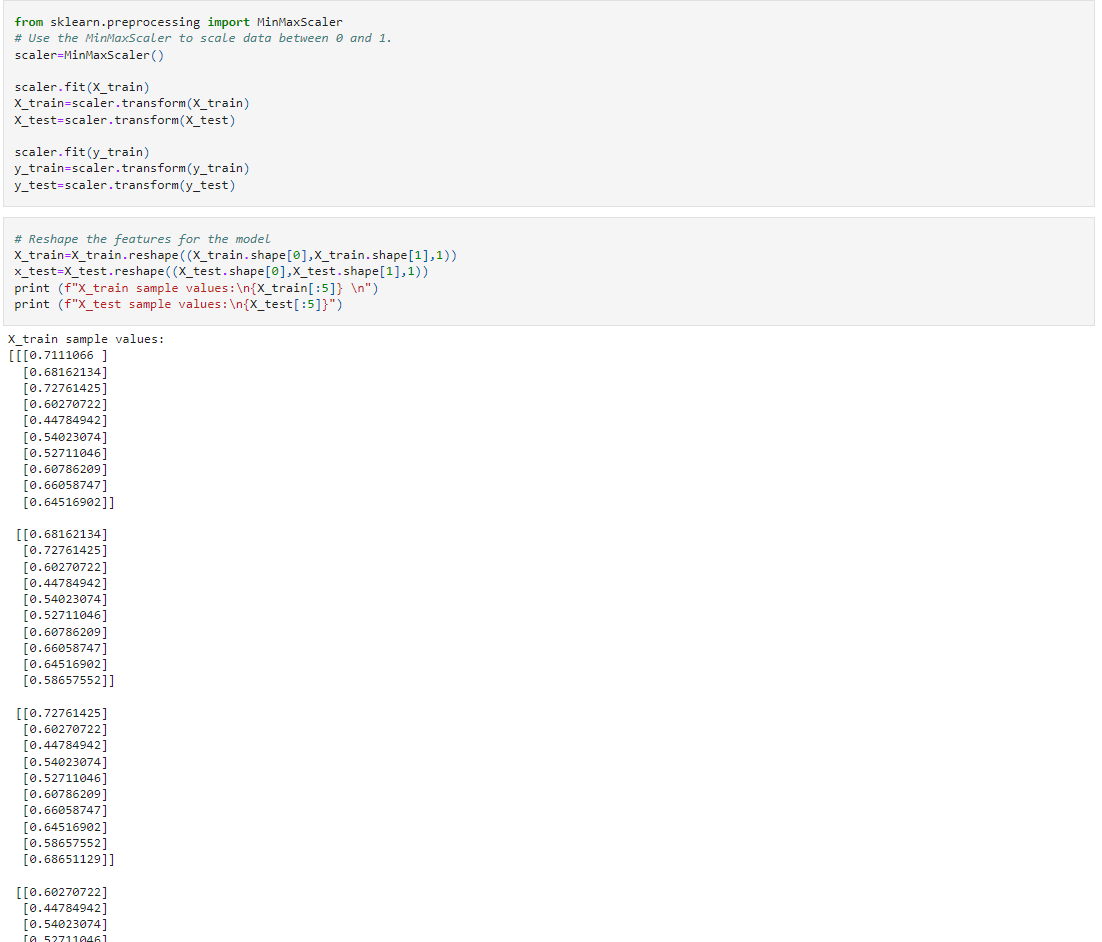 from sklearn.preprocessing import MinMaxScaler
# Use the MinMaxScaler to scale data between 0 and 1.
scaler=MinMaxScaler()

scaler.fit(X_train)
X_train=scaler.transform(X_train)
X_test=scaler.transform(X_test)

scaler.fit(y_train)
y_train=scaler.transform(y_train)
y_test=scaler.transform(y_test)

# Reshape the features for the model
X_train=X_train.reshape((X_train.shape[0],X_train.shape[1],1))
x_test=X_test.reshape((X_test.shape[0],X_test.shape[1],1))
print (f"X_train sample values:\n{X_train[:5]} \n")
print (f"X_test sample values:\n{X_test[:5]}")

X_train sample values:
[[[0.7111066 ]
  [0.68162134]
  [0.72761425]
  [0.60270722]
  [0.44784942]
  [0.54023074]
  [0.52711046]
  [0.60786209]
  [0.66058747]
  [0.64516902]]

 [[0.68162134]
  [0.72761425]
  [0.60270722]
  [0.44784942]
  [0.54023074]
  [0.52711046]
  [0.60786209]
  [0.66058747]
  [0.64516902]
  [0.58657552]]

 [[0.72761425]
  [0.60270722]
  [0.44784942]
  [0.54023074]
  [0.52711046]
  [0.60786209]
  [0.66058747]
  [0.64516902]
  [0.58657552]
  [0.68651129]]

 [[0.60270722]
  [0.44784942]
  [0.54023074]
  [0.52711046]